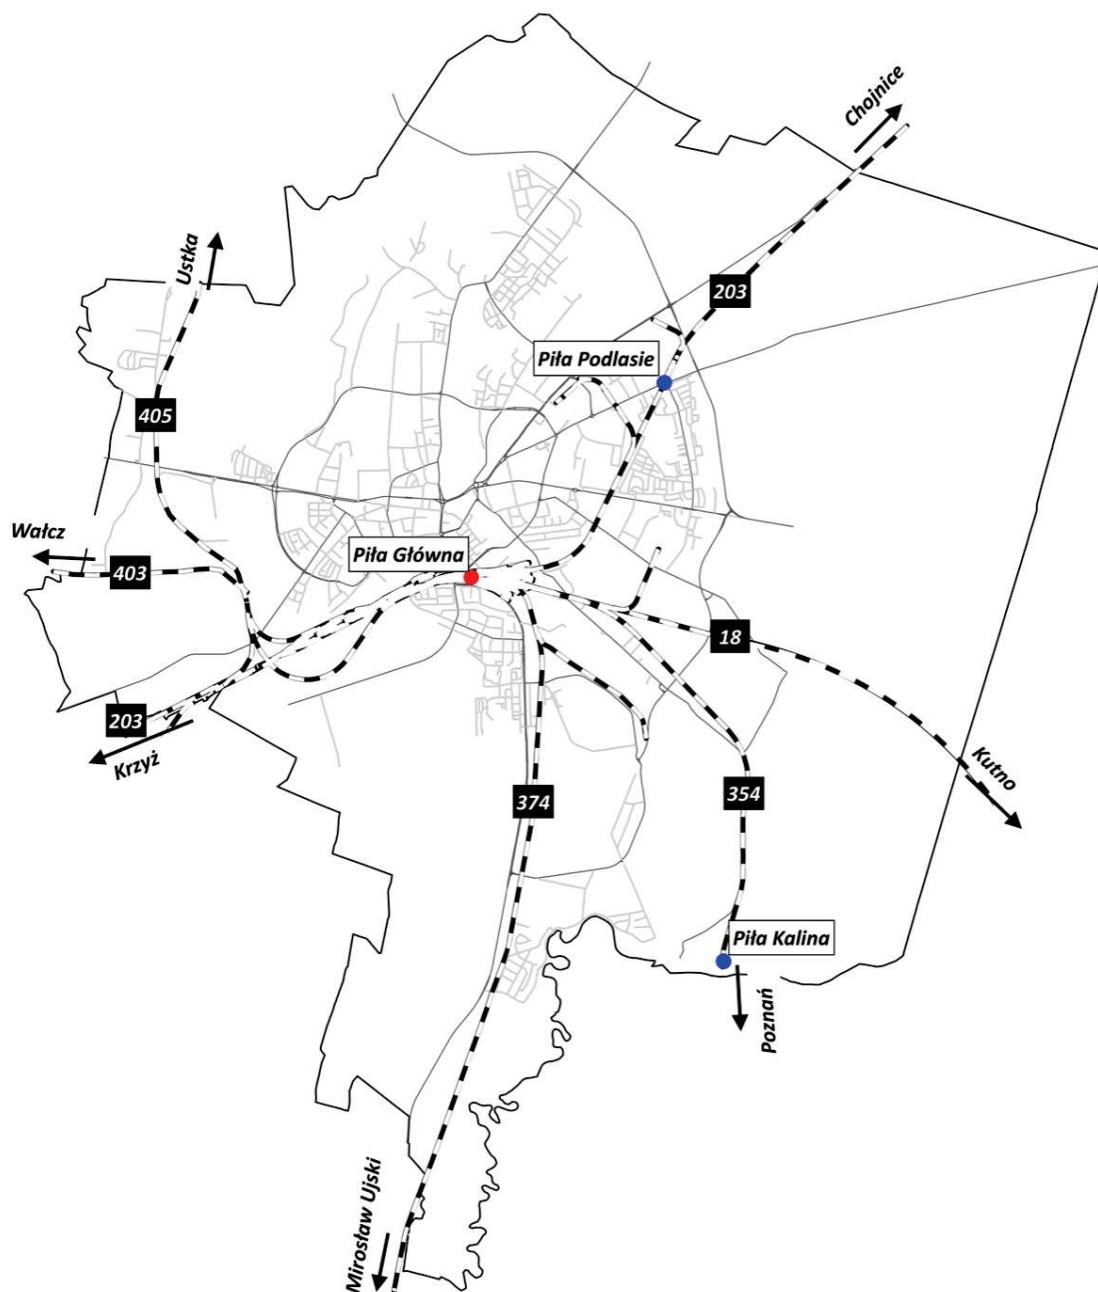 Chojnice
Ustka
203
Piła Podlasie
405
Wałcz
Piła Główna
403
18
203
Krzyż
Kutno
374
354
Piła Kalina
Poznań
Mirosław Ujski